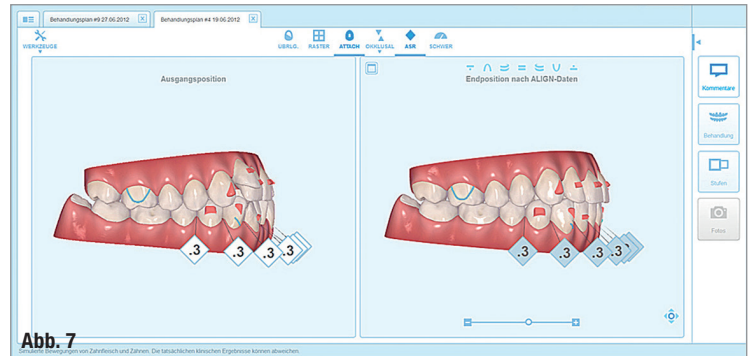 Behandlungsplan #9 27.06.2012
Behandlungsplan #4 19.06.2012
WERKZEUGE
ÜBRLG.
RASTER
ATTACH
OKKLUSAL
ASR
SCHWER
Ausgangsposition
Endposition nach ALIGN-Daten
Kommentare
Behandlung
Stufen
Fotos
.3 .3 .3 .3
.3 .3 .3 .3
Abb. 7
Simulierte Bewegungen von Zahnfleisch und Zähnen. Die tatsächlichen klinischen Ergebnisse können abweichen.